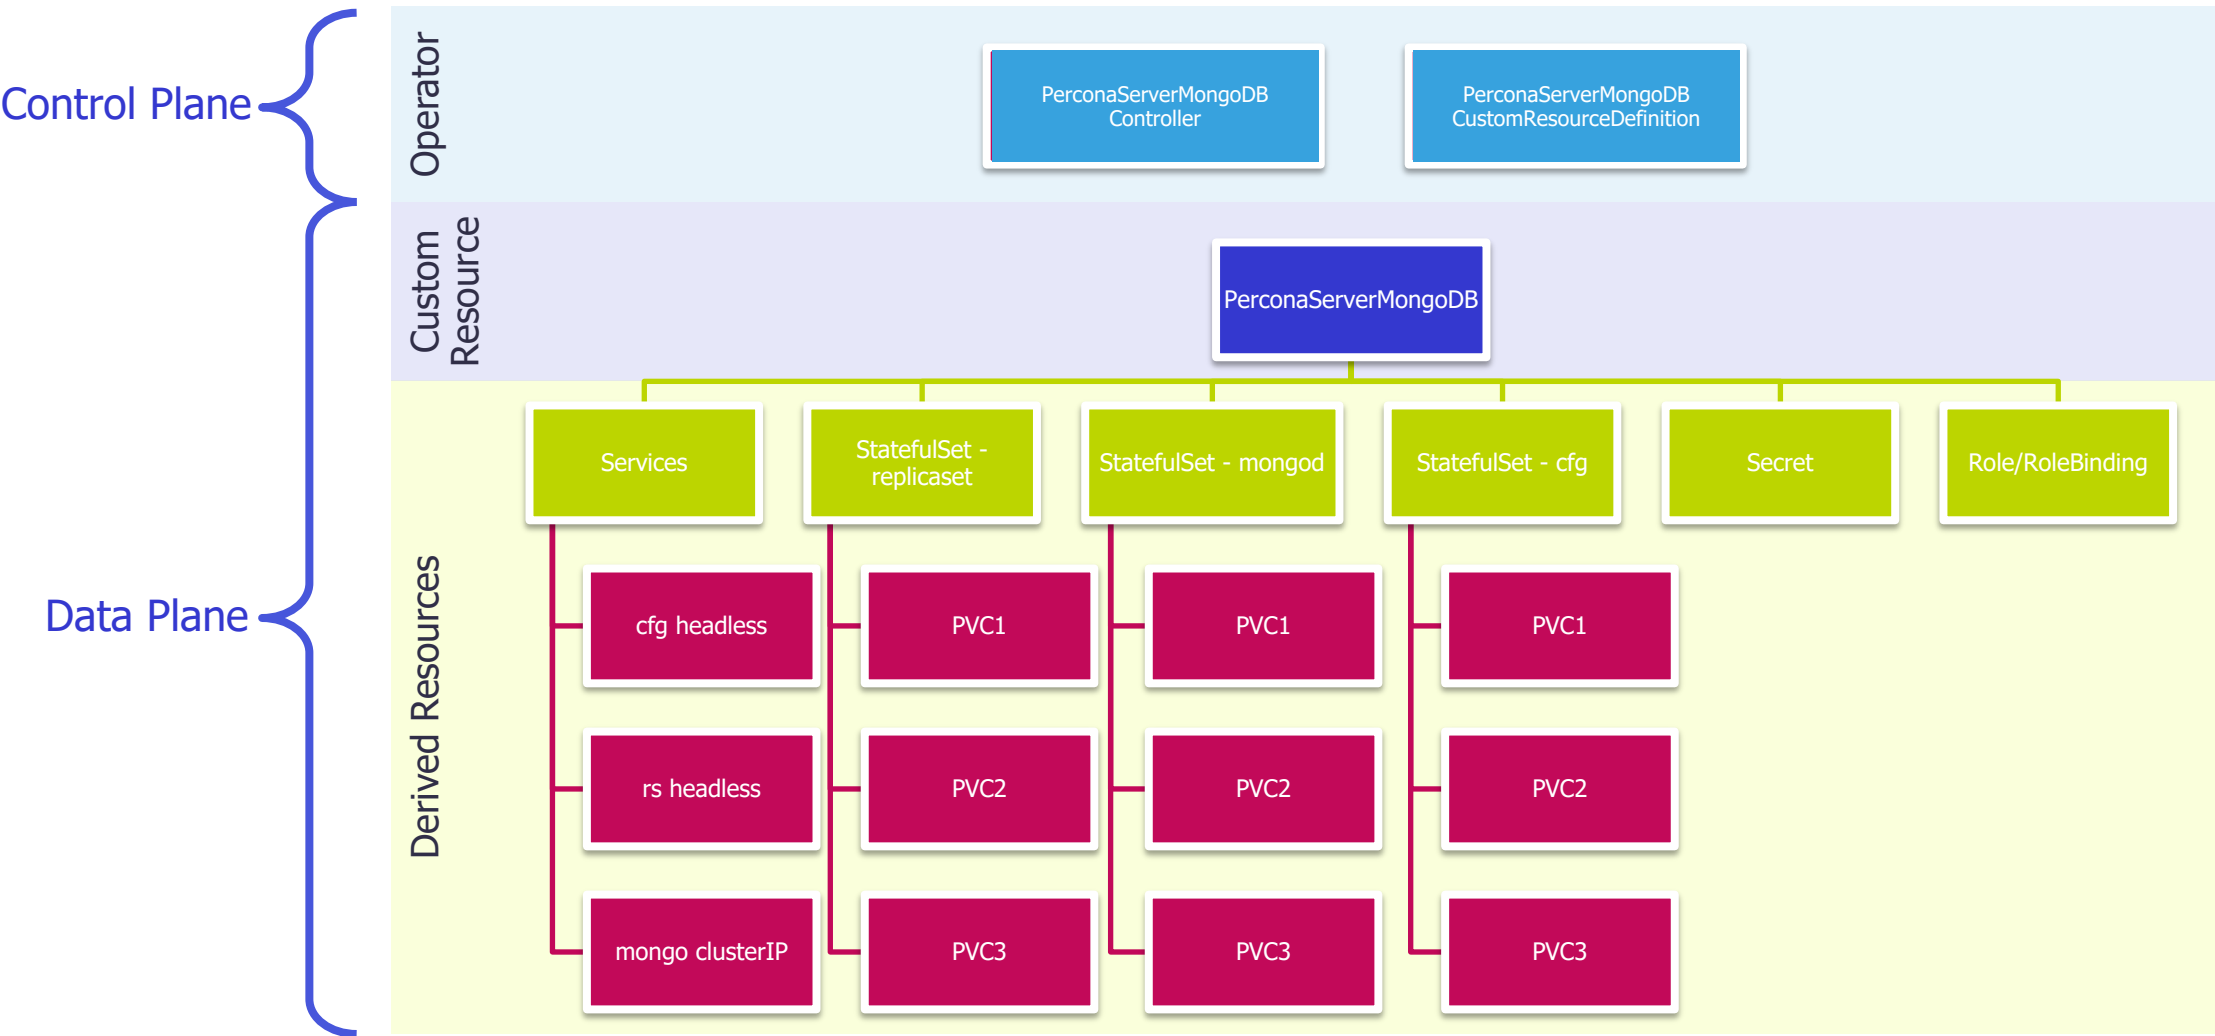 Control Plane
Operator
PerconaServerMongoDB
Controller
PerconaServerMongoDB
CustomResourceDefinition
Custom
Resource
PerconaServerMongoDB
Data Plane
Derived Resources
Services
StatefulSet -
replicaset
StatefulSet - mongod
StatefulSet - cfg
Secret
Role/RoleBinding
cfg headless
PVC1
PVC1
PVC1
rs headless
PVC2
PVC2
PVC2
mongo clusterIP
PVC3
PVC3
PVC3